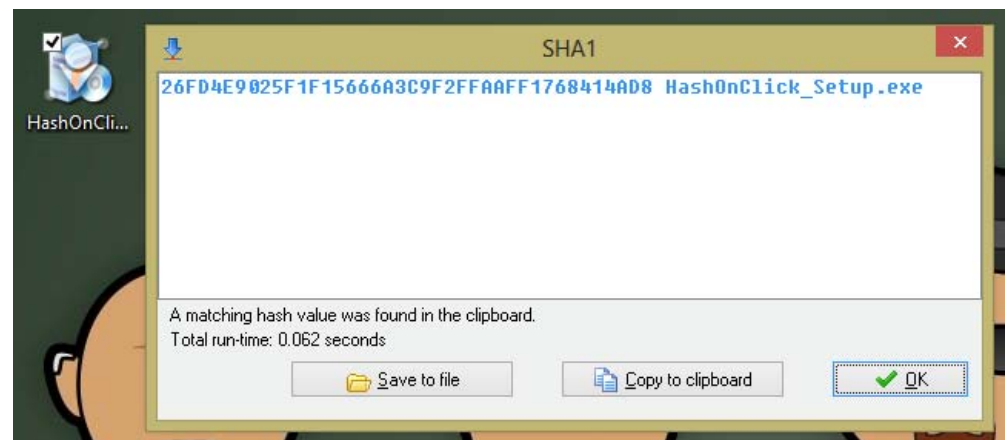 HashOnCli...
SHA1
26FD4E9025F1F15666A3C9F2FFAAFF1768414AD8 HashOnClick_Setup.exe
A matching hash value was found in the clipboard.
Total run-time: 0.062 seconds
Save to file
Copy to clipboard
OK